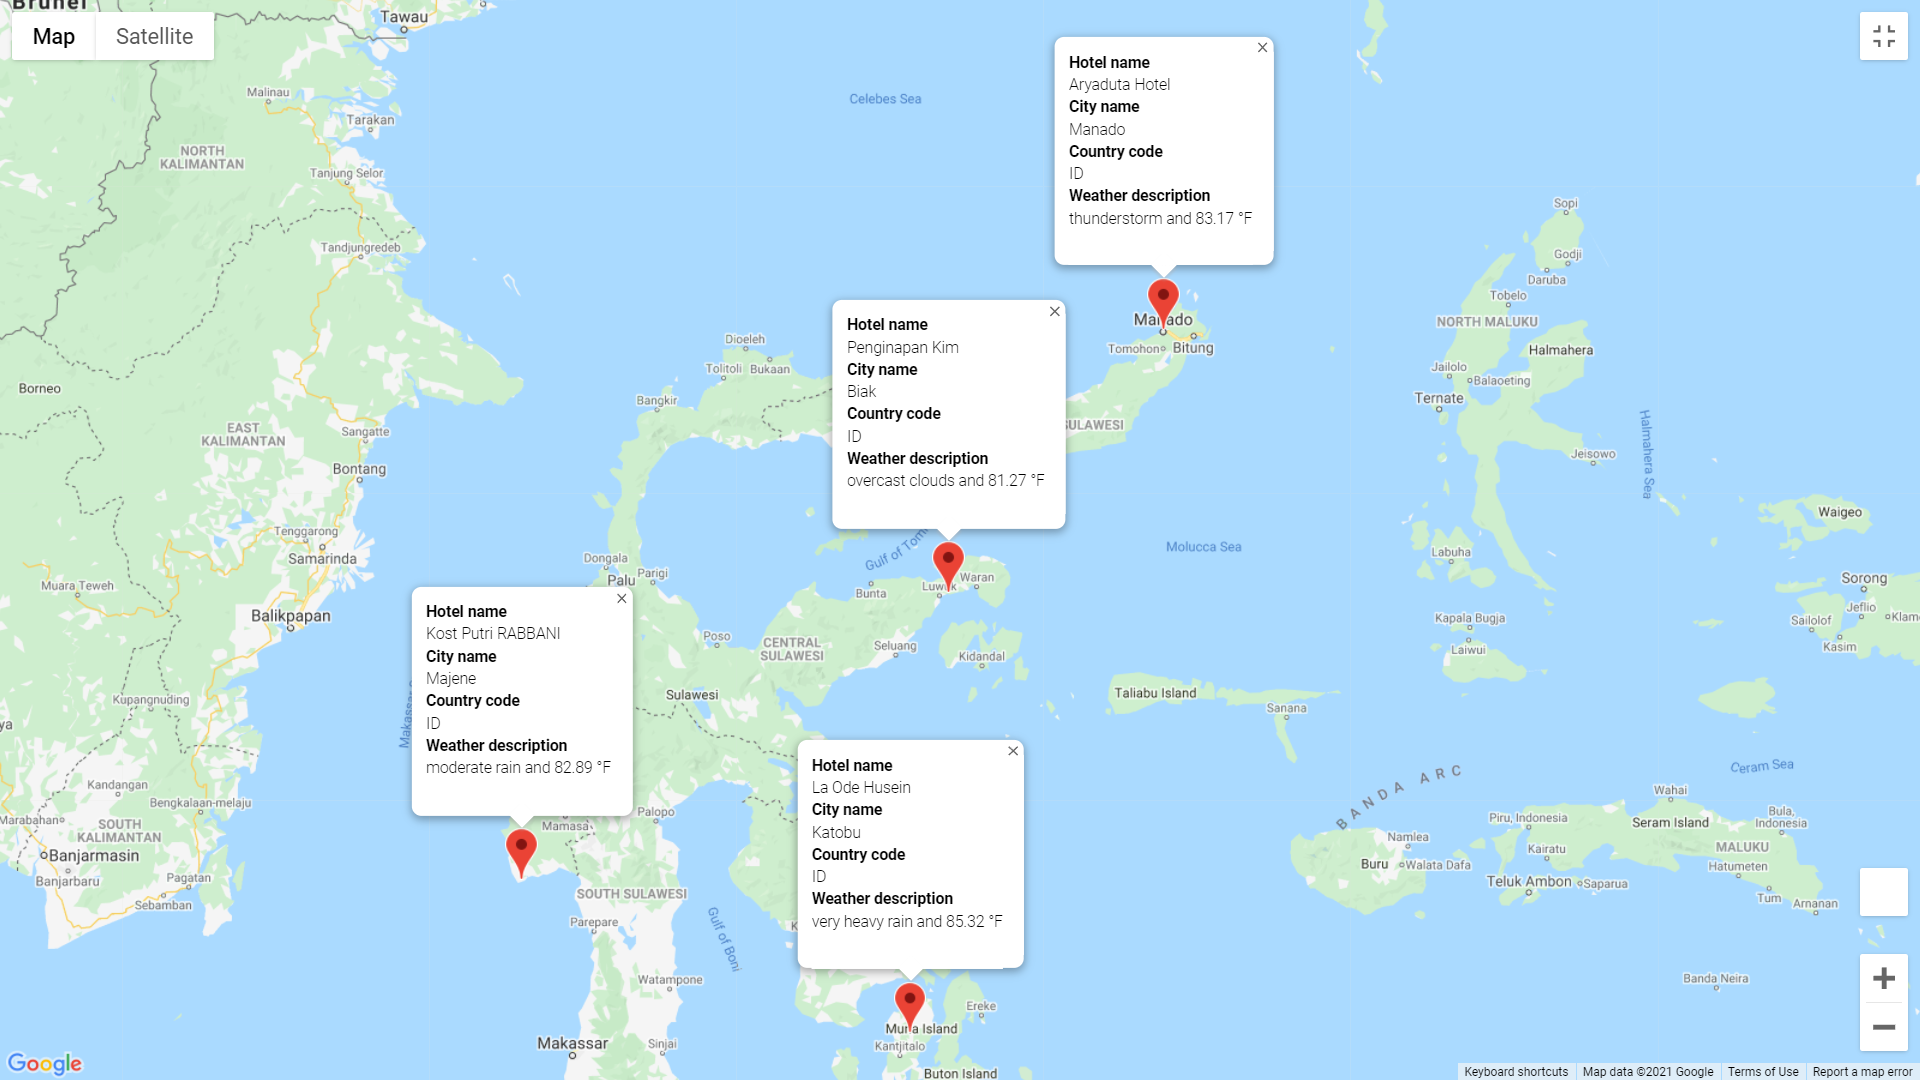 Brunei
Tawau
Map
Satellite
Malinau
Tarakan
Celebes Sea
NORTH
KALIMANTAN
Tanjung Selor
Tandjungredeb
Hotel name
Aryaduta Hotel
City name
Manado
Country code
ID
Weather description
thunderstorm and 83.17 °F
Sopi
Godji
Daruba
Tobelo
NORTH MALUKU
Halmahera
Jailolo
Balaoeting
Ternate
Halmahera Sea
Jeisowo
Manado
Tomohon
Bitung
Hotel name
Penginapan Kim
City name
Biak
Country code
ID
Weather description
overcast clouds and 81.27 °F
Dioeleh
Tolitoli
Bukaan
Bangkir
ULAWESI
Borneo
EAST
KALIMANTAN
Sangatte
Bontang
Tenggarong
Samarinda
Muara Teweh
Balikpapan
Dongala
Palu
Parigi
Gulf of Tom
Luwuk
Waran
Bunta
Molucca Sea
Waigeo
Labuha
Sorong
Jeflio
Klam
Sailolof
Kasim
Kapala Bugja
Laiwui
Poso
CENTRAL
SULAWESI
Seluang
Kidandal
Sulawesi
Taliabu Island
Sanana
Hotel name
Kost Putri RABBANI
City name
Majene
Country code
ID
Weather description
moderate rain and 82.89 °F
Kupangnuding
ya
Makassar
Kandangan
Bengkalaan-melaju
Marabahan
SOUTH
KALIMANTAN
Banjarmasin
Banjarbaru
Pagatan
Sebamban
Mamasa
Palopo
SOUTH SULAWESI
Parepare
Gulf of Boni
Watampone
Makassar
Sinjai
Hotel name
La Ode Husein
City name
Katobu
Country code
ID
Weather description
very heavy rain and 85.32 °F
K
Muna Island
Kantjitalo
Ereke
Buton Island
BANDA ARC
Ceram Sea
Wahai
Piru, Indonesia
Seram Island
Bula,
Indonesia
Namlea
Kairatu
MALUKU
Buru
Walata Dafa
Hatumeten
Teluk Ambon
Saparua
Tum
Arnanan
Banda Neira
Google
Keyboard shortcuts
Map data ©2021 Google
Terms of Use
Report a map error